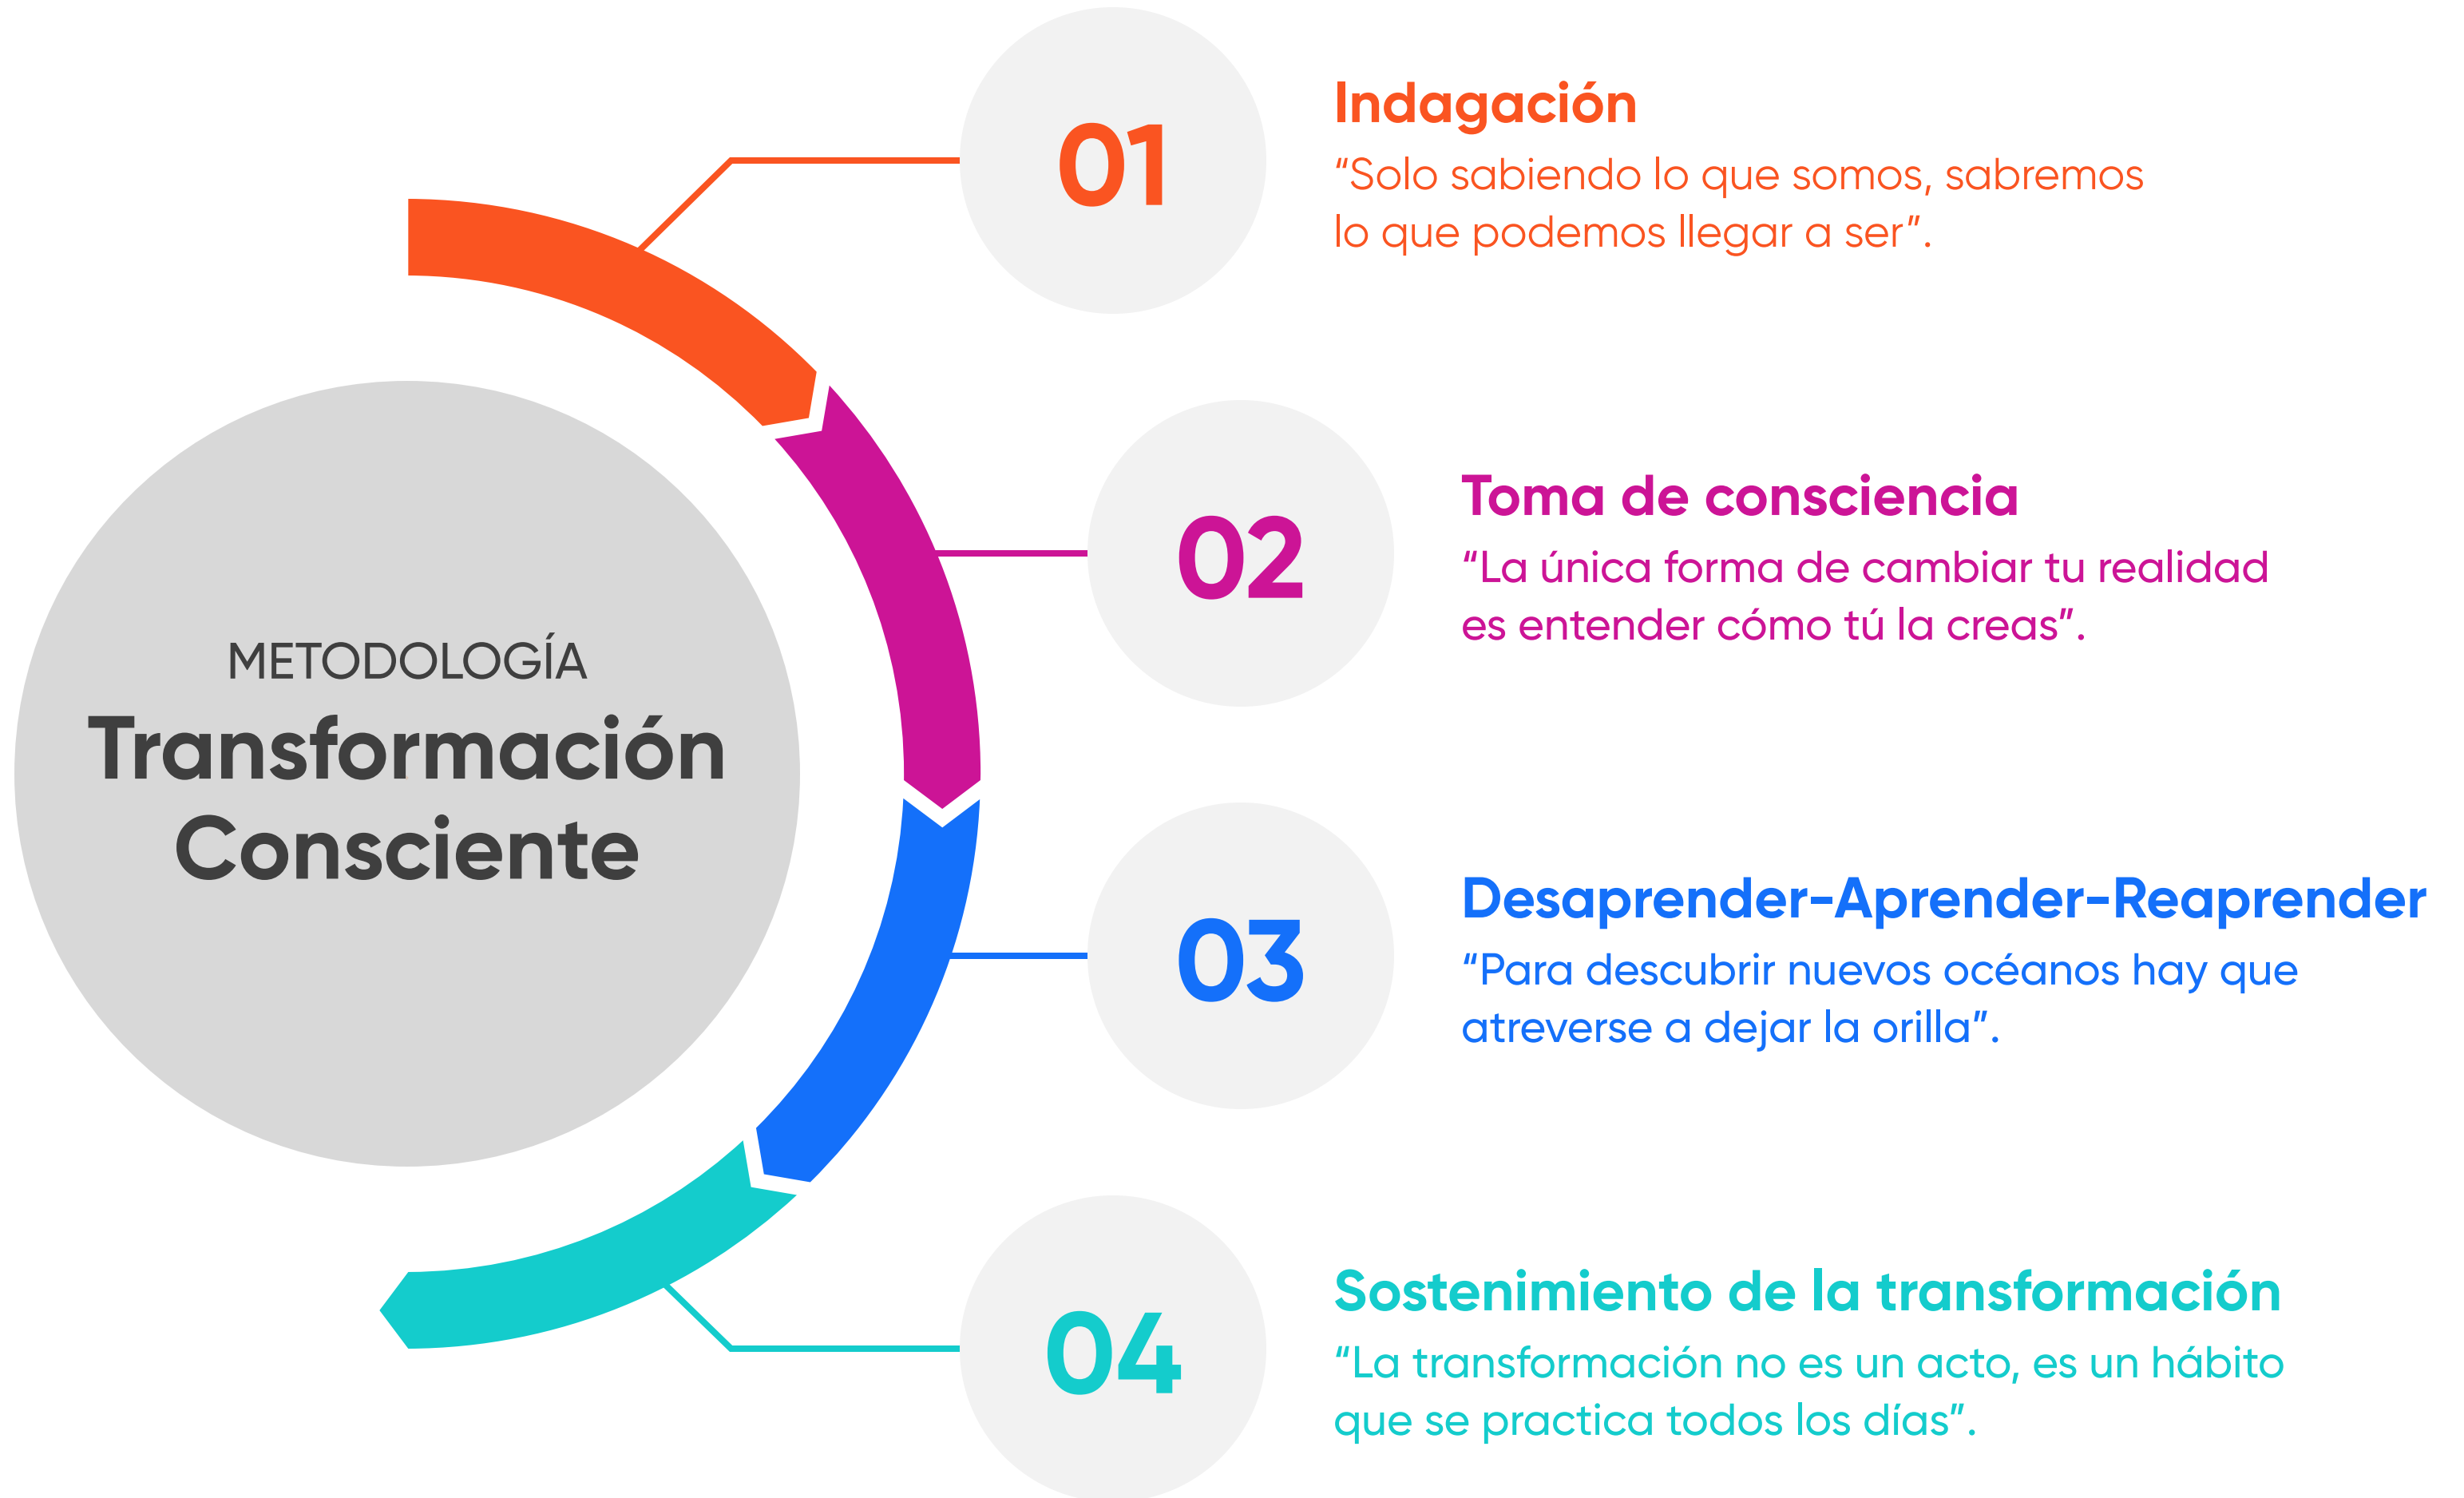 METODOLOGÍA
Transformación
Consciente
01
Indagación
“Solo sabiendo lo que somos, sabremos
lo que podemos llegar a ser”.
02
Toma de consciencia
“La única forma de cambiar tu realidad
es entender cómo tú la creas”.
03
Desaprender-Aprender-Reaprender
“Para descubrir nuevos océanos hay que
atreverse a dejar la orilla”.
04
Sostenimiento de la transformación
“La transformación no es un acto, es un hábito
que se practica todos los días”.